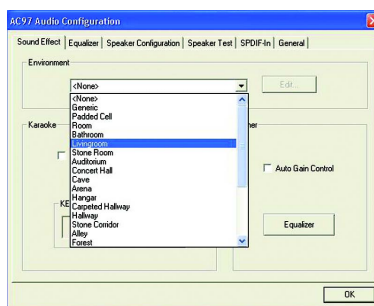 AC97 Audio Configuration
Sound Effect Equalizer Speaker Configuration Speaker Test SPDIF-In General
Environment
<None>
Edit...
<None>
Generic
Padded Cell
Room
Bathroom
Livingroom
Stone Room
Auditorium
Concert Hall
Cave
Arena
Hangar
Carpeted Hallway
Hallway
Stone Corridor
Alley
Forest
Karaoke
KE
Auto Gain Control
Equalizer
OK